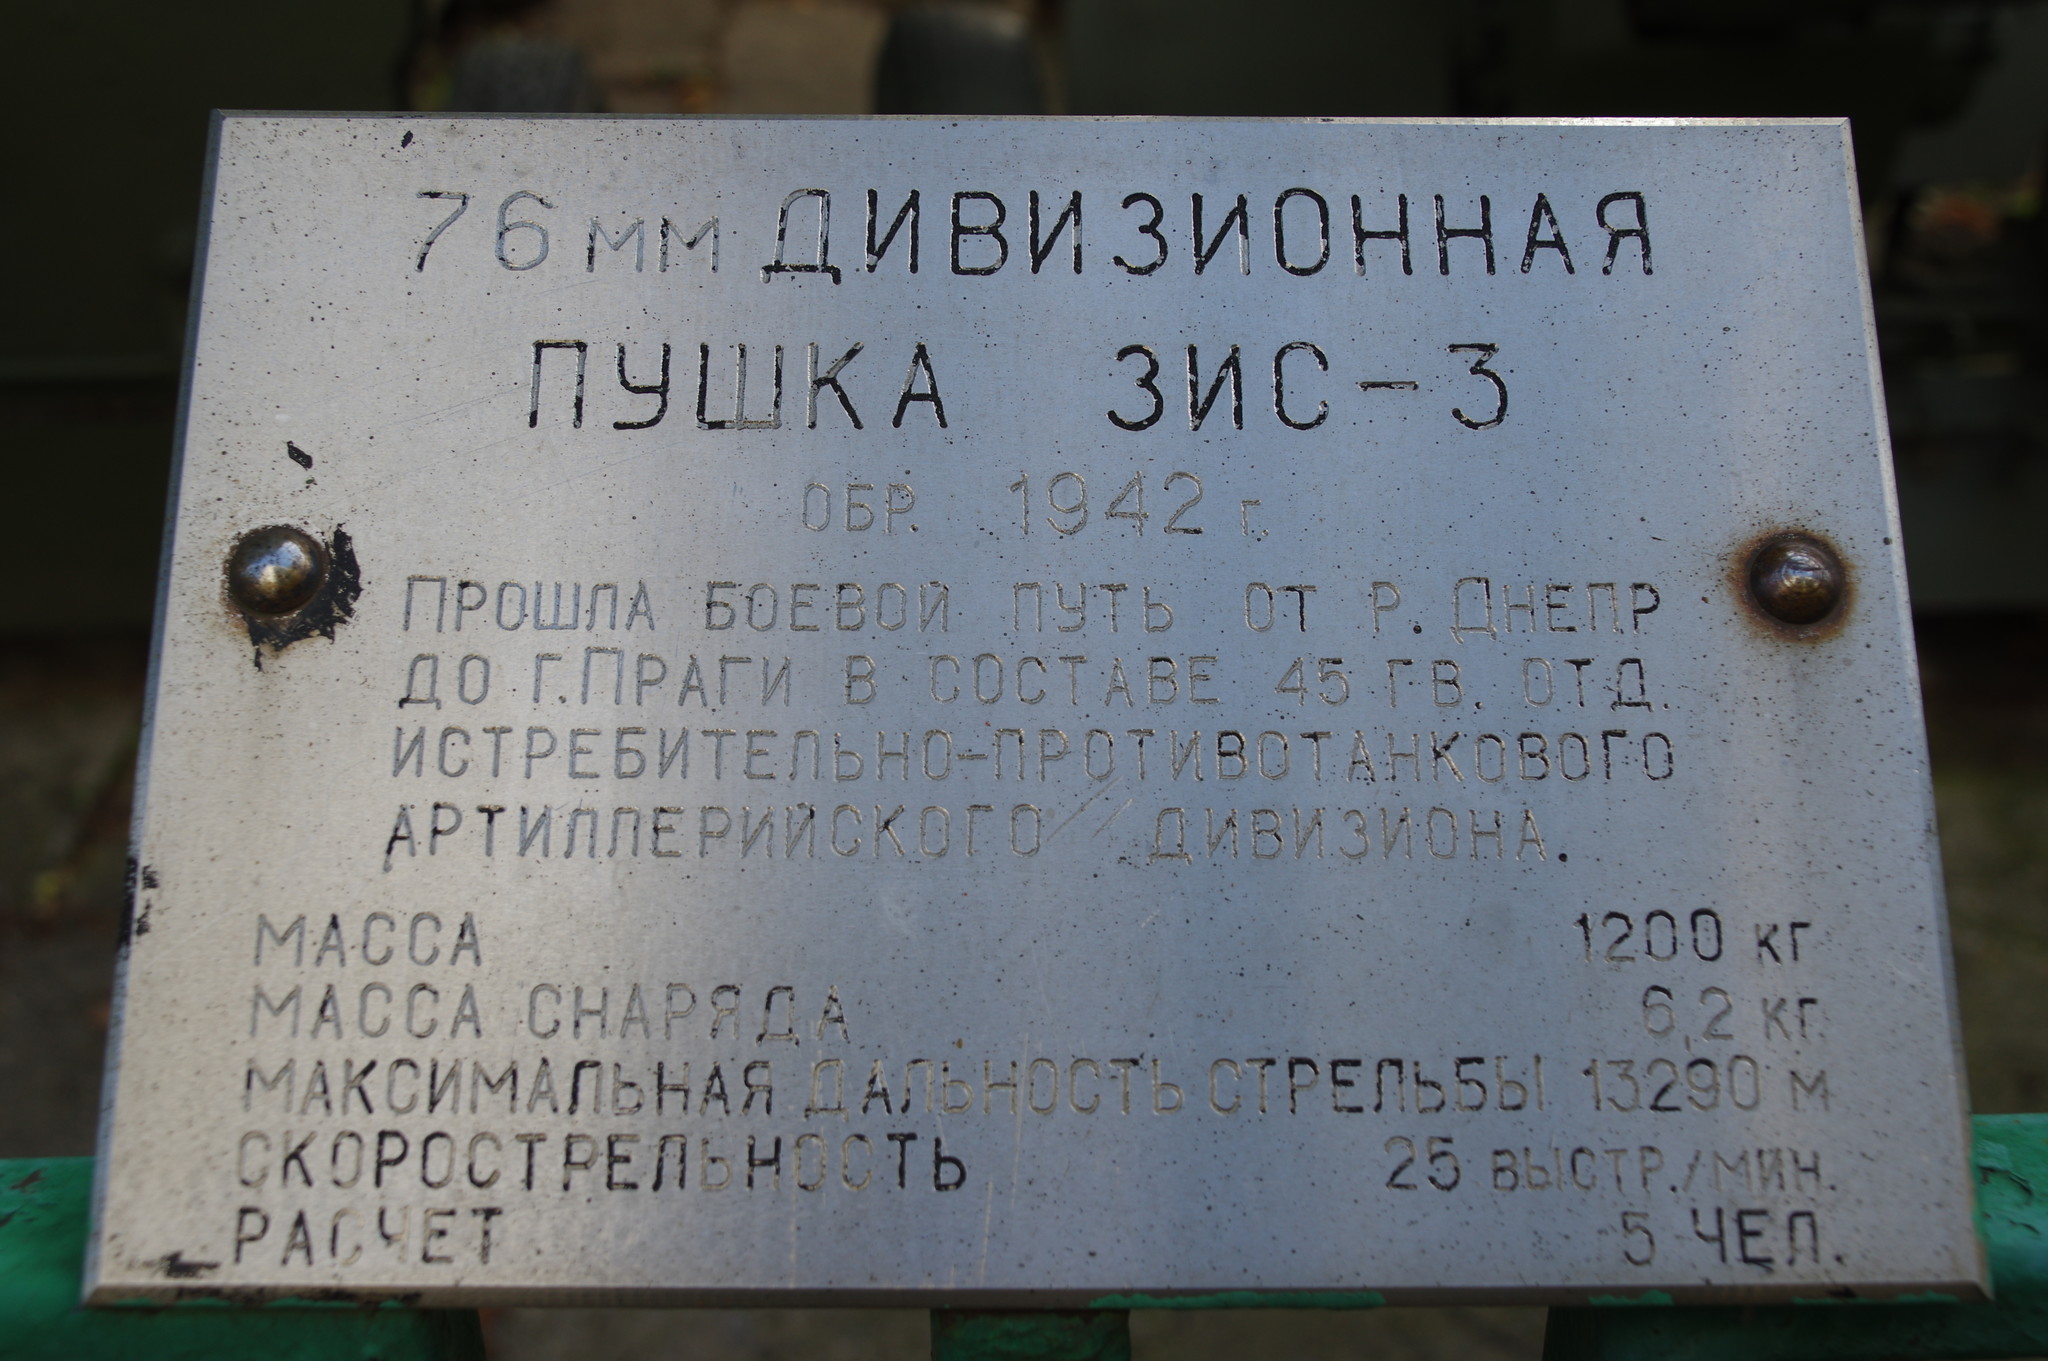 76 мм ДИВИЗИОННАЯ
ПУШКА ЗИС-3
ОБР. 1942 г.
ПРОШЛА БОЕВОЙ ПУТЬ ОТ Р. ДНЕПР
ДО Г. ПРАГИ В СОСТАВЕ 45 ГВ. ОТД.
ИСТРЕБИТЕЛЬНО-ПРОТИВОТАНКОВОГО
АРТИЛЛЕРИЙСКОГО ДИВИЗИОНА.
МАССА 1200 кг
МАССА СНАРЯДА 6,2 кг.
МАКСИМАЛЬНАЯ ДАЛЬНОСТЬ СТРЕЛЬБЫ 13290 м
СКОРОСТРЕЛЬНОСТЬ 25 ВЫСТР./МИН.
РАСЧЕТ 5 ЧЕЛ.